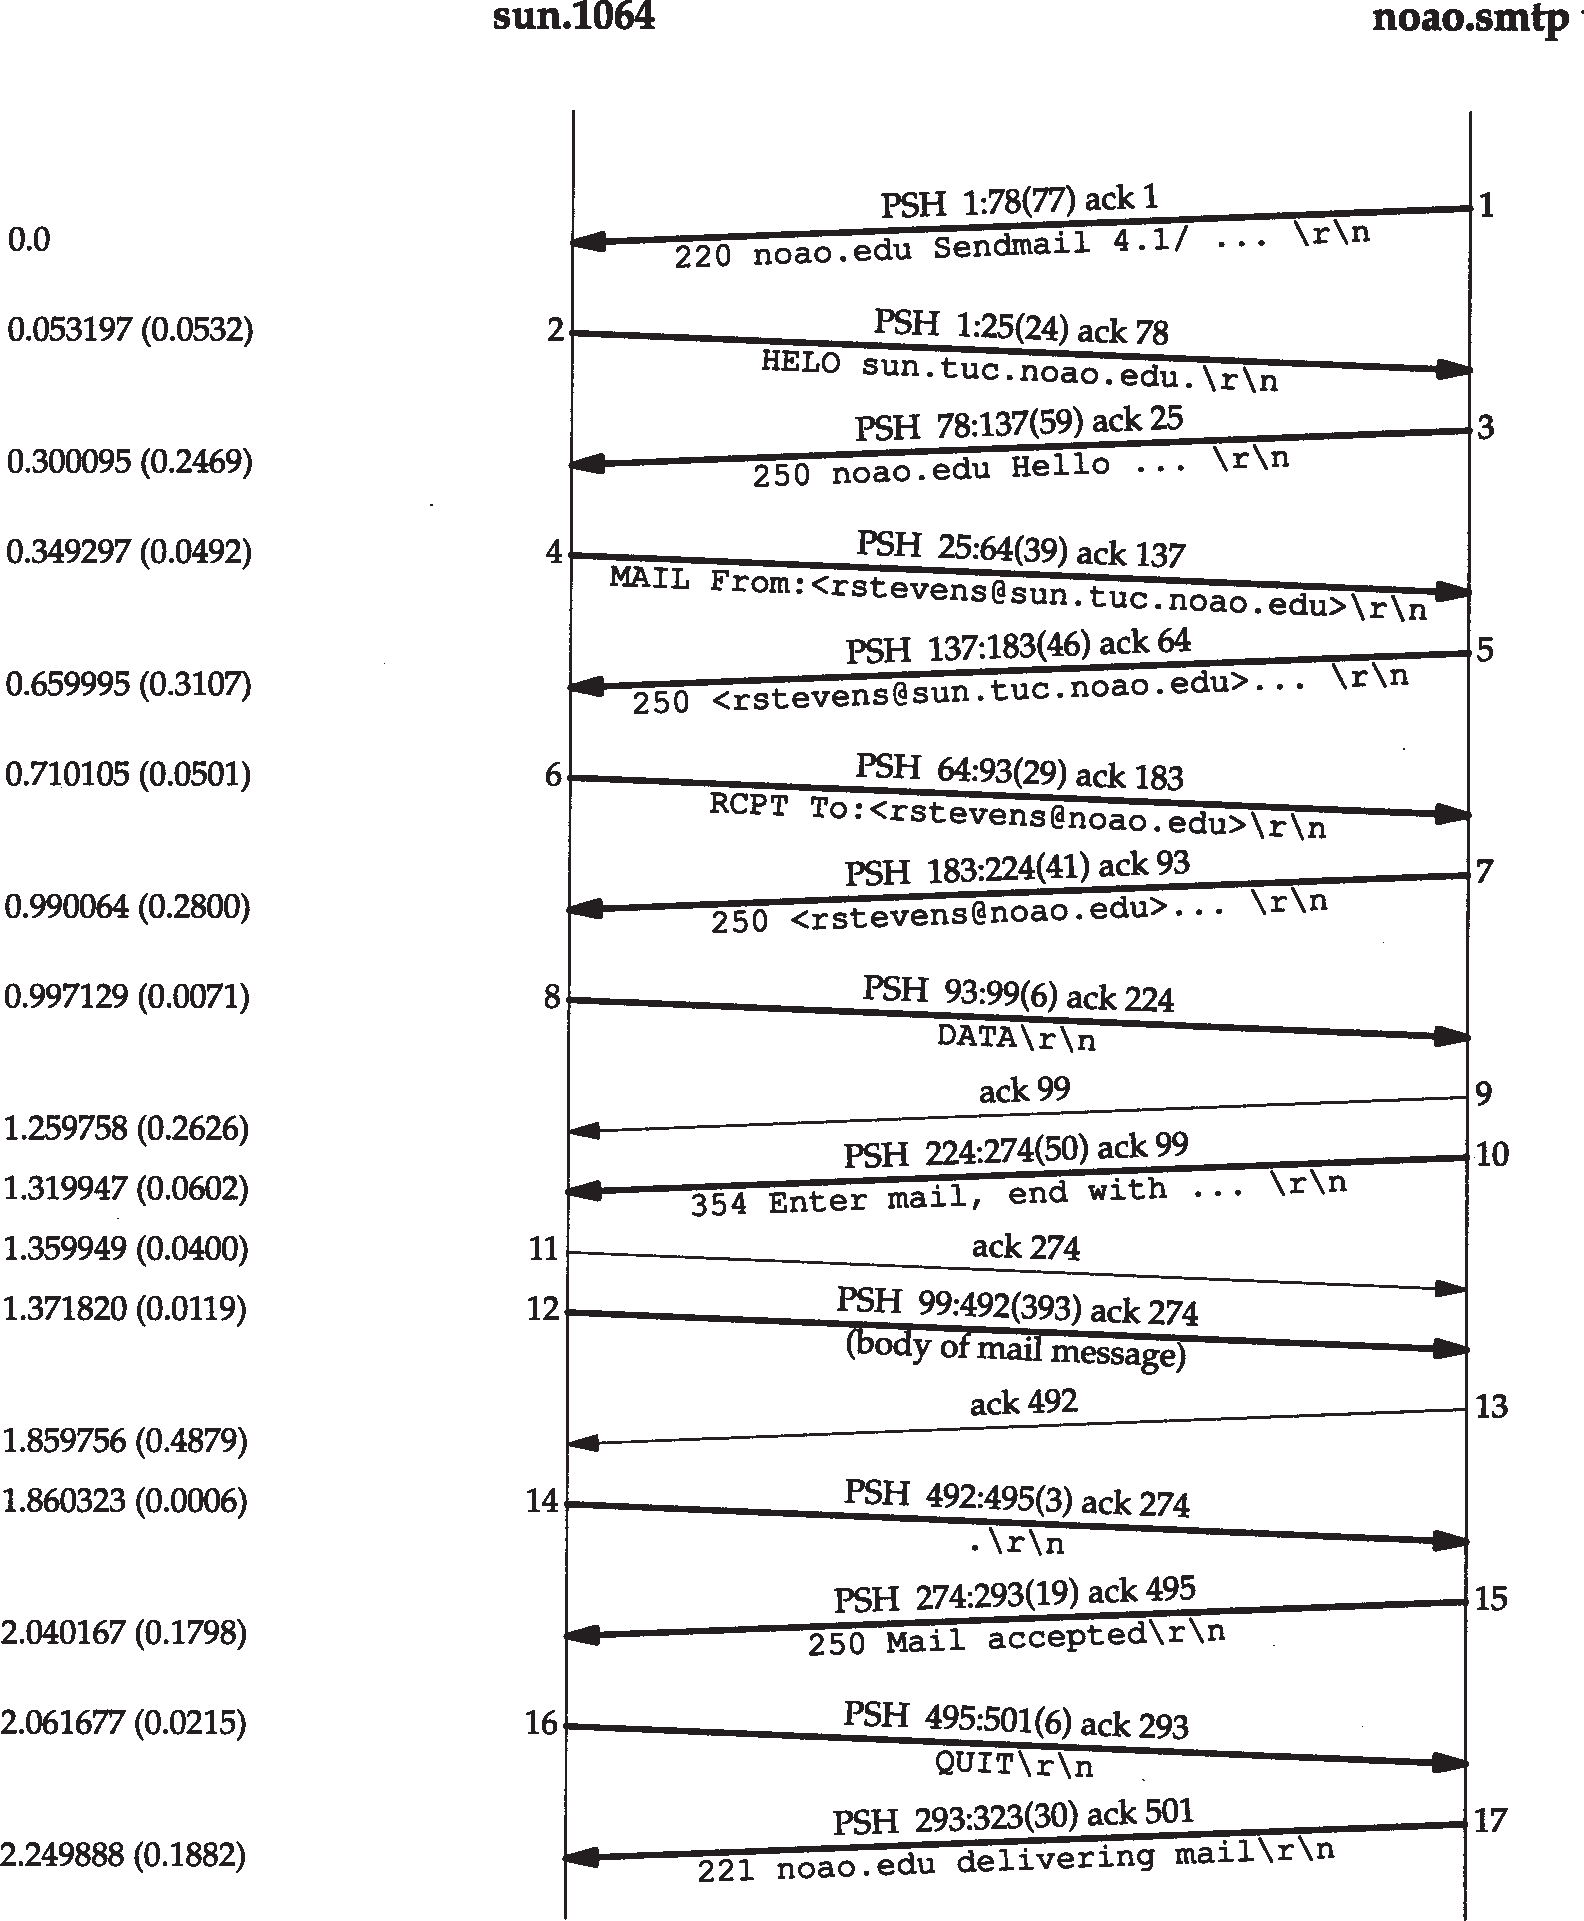 sun.1064 noao.smtp
PSH 1:78(77) ack 1 1
0.0
220 noao.edu Sendmail 4.1/ ... \r\n
0.053197 (0.0532) 2 PSH 1:25(24) ack 78
HELO sun.tuc.noao.edu.\r\n
PSH 78:137(59) ack 25 3
0.300095 (0.2469)
250 noao.edu Hello ... \r\n
0.349297 (0.0492) 4 PSH 25:64(39) ack 137
MAIL From:<rstevens@sun.tuc.noao.edu>\r\n
PSH 137:183(46) ack 64 5
0.659995 (0.3107)
250 <rstevens@sun.tuc.noao.edu>... \r\n
0.710105 (0.0501) 6 PSH 64:93(29) ack 183
RCPT To:<rstevens@noao.edu>\r\n
PSH 183:224(41) ack 93 7
0.990064 (0.2800)
250 <rstevens@noao.edu>... \r\n
0.997129 (0.0071) 8 PSH 93:99(6) ack 224
DATA\r\n
ack 99 9
1.259758 (0.2626)
PSH 224:274(50) ack 99 10
1.319947 (0.0602)
354 Enter mail, end with ... \r\n
1.359949 (0.0400) 11 ack 274
1.371820 (0.0119) 12 PSH 99:492(393) ack 274
(body of mail message)
ack 492 13
1.859756 (0.4879)
1.860323 (0.0006) 14 PSH 492:495(3) ack 274
.\r\n
PSH 274:293(19) ack 495 15
2.040167 (0.1798)
250 Mail accepted\r\n
2.061677 (0.0215) 16 PSH 495:501(6) ack 293
QUIT\r\n
PSH 293:323(30) ack 501 17
2.249888 (0.1882)
221 noao.edu delivering mail\r\n